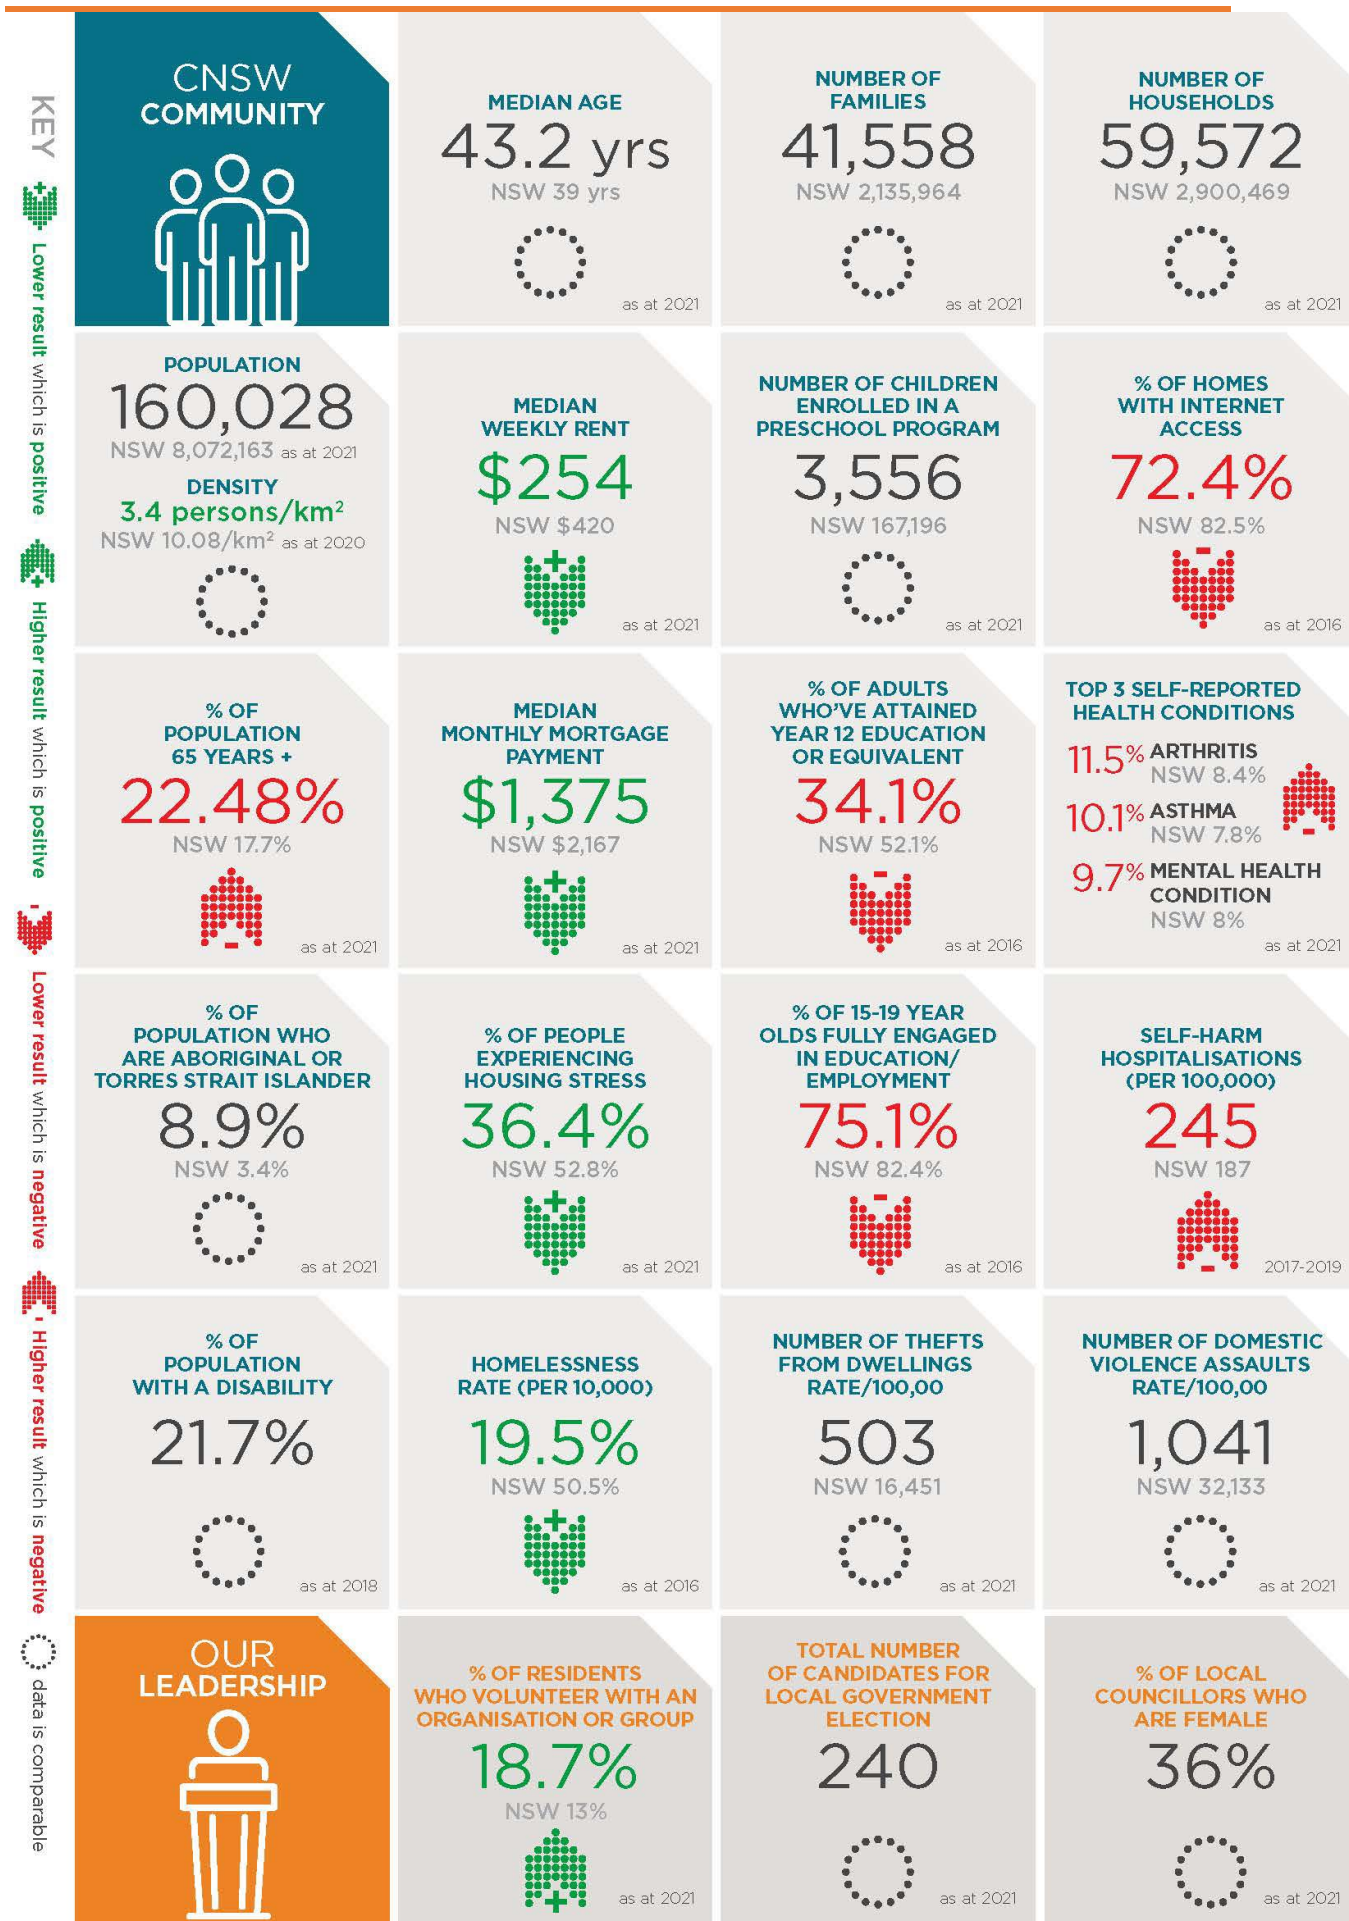 KEY
Lower result which is positive
Higher result which is positive
Lower result which is negative
Higher result which is negative
data is comparable
CNSW
COMMUNITY
MEDIAN AGE
43.2 yrs
NSW 39 yrs
as at 2021
NUMBER OF
FAMILIES
41,558
NSW 2,135,964
as at 2021
NUMBER OF
HOUSEHOLDS
59,572
NSW 2,900,469
as at 2021
POPULATION
160,028
NSW 8,072,163 as at 2021
DENSITY
3.4 persons/km²
NSW 10.08/km² as at 2020
MEDIAN
WEEKLY RENT
$254
NSW $420
as at 2021
NUMBER OF CHILDREN
ENROLLED IN A
PRESCHOOL PROGRAM
3,556
NSW 167,196
as at 2021
% OF HOMES
WITH INTERNET
ACCESS
72.4%
NSW 82.5%
as at 2016
% OF
POPULATION
65 YEARS +
22.48%
NSW 17.7%
as at 2021
MEDIAN
MONTHLY MORTGAGE
PAYMENT
$1,375
NSW $2,167
as at 2021
% OF ADULTS
WHO'VE ATTAINED
YEAR 12 EDUCATION
OR EQUIVALENT
34.1%
NSW 52.1%
as at 2016
TOP 3 SELF-REPORTED
HEALTH CONDITIONS
11.5% ARTHRITIS
NSW 8.4%
10.1% ASTHMA
NSW 7.8%
9.7% MENTAL HEALTH
CONDITION
NSW 8%
as at 2021
% OF
POPULATION WHO
ARE ABORIGINAL OR
TORRES STRAIT ISLANDER
8.9%
NSW 3.4%
as at 2021
% OF PEOPLE
EXPERIENCING
HOUSING STRESS
36.4%
NSW 52.8%
as at 2021
% OF 15-19 YEAR
OLDS FULLY ENGAGED
IN EDUCATION/
EMPLOYMENT
75.1%
NSW 82.4%
as at 2016
SELF-HARM
HOSPITALISATIONS
(PER 100,000)
245
NSW 187
2017-2019
% OF
POPULATION
WITH A DISABILITY
21.7%
as at 2018
HOMELESSNESS
RATE (PER 10,000)
19.5%
NSW 50.5%
as at 2016
NUMBER OF THEFTS
FROM DWELLINGS
RATE/100,00
503
NSW 16,451
as at 2021
NUMBER OF DOMESTIC
VIOLENCE ASSAULTS
RATE/100,00
1,041
NSW 32,133
as at 2021
OUR
LEADERSHIP
% OF RESIDENTS
WHO VOLUNTEER WITH AN
ORGANISATION OR GROUP
18.7%
NSW 13%
as at 2021
TOTAL NUMBER
OF CANDIDATES FOR
LOCAL GOVERNMENT
ELECTION
240
as at 2021
% OF LOCAL
COUNCILLORS WHO
ARE FEMALE
36%
as at 2021